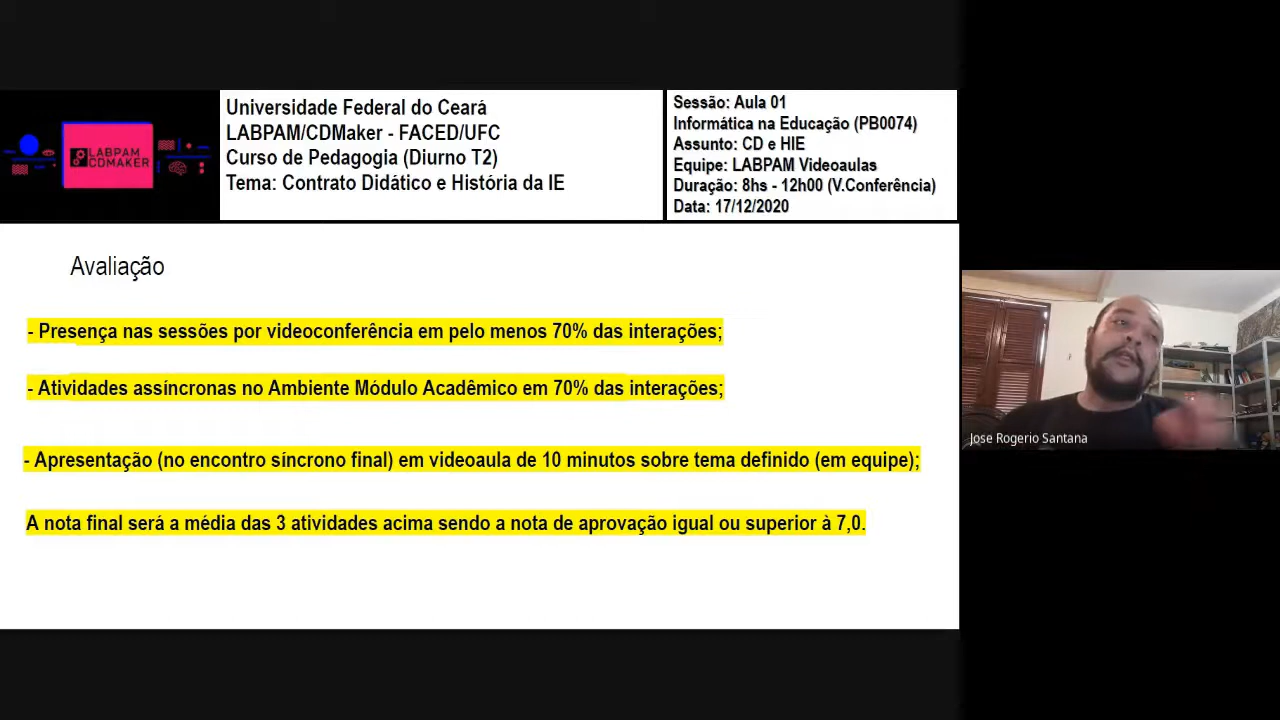 LABPAM
CDMAKER
Universidade Federal do Ceará
LABPAM/CDMaker - FACED/UFC
Curso de Pedagogia (Diurno T2)
Tema: Contrato Didático e História da IE
Sessão: Aula 01
Informática na Educação (PB0074)
Assunto: CD e HIE
Equipe: LABPAM Videoaulas
Duração: 8hs - 12h00 (V.Conferência)
Data: 17/12/2020
Avaliação
- Presença nas sessões por videoconferência em pelo menos 70% das interações;
- Atividades assíncronas no Ambiente Módulo Acadêmico em 70% das interações;
- Apresentação (no encontro síncrono final) em videoaula de 10 minutos sobre tema definido (em equipe);
A nota final será a média das 3 atividades acima sendo a nota de aprovação igual ou superior à 7,0.
Jose Rogerio Santana